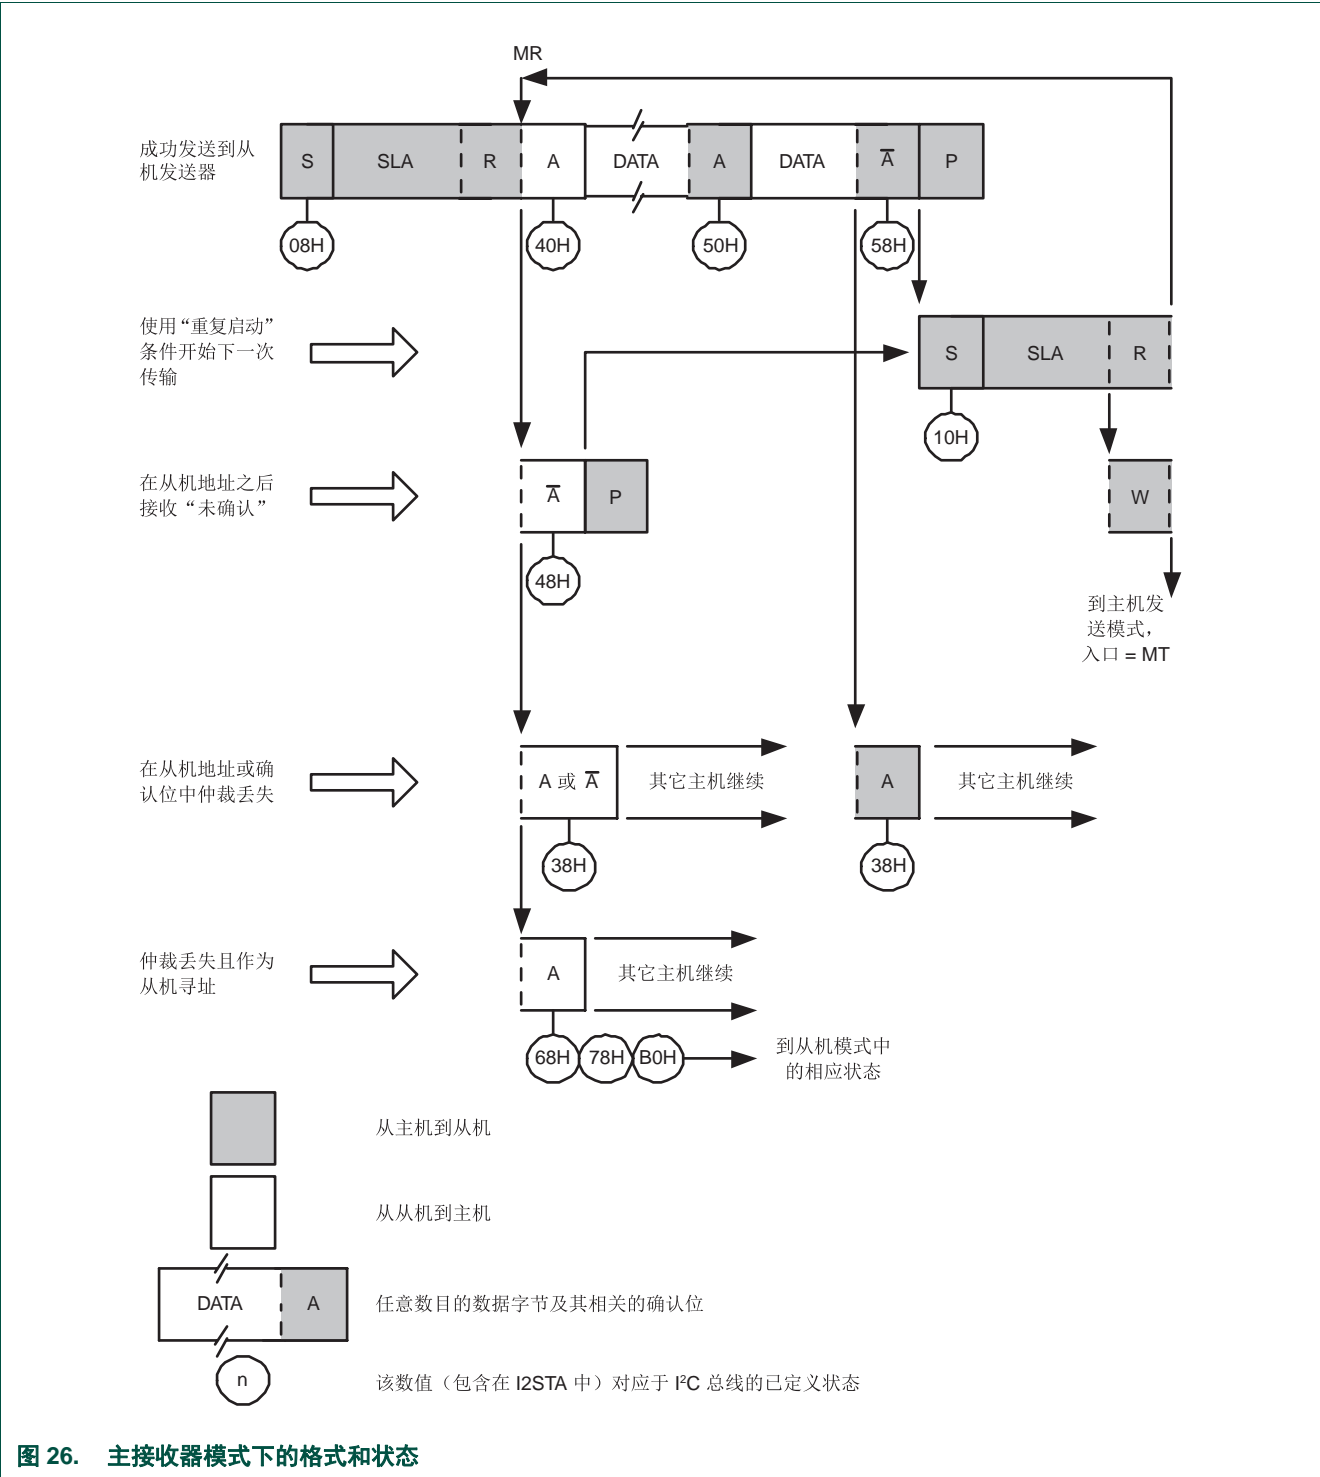 MR
成功发送到从
机发送器
S SLA R A DATA A DATA A̅ P
08H 40H 50H 58H
使用“重复启动”
条件开始下一次
传输
S SLA R
10H
在从机地址之后
接收“未确认”
A̅ P
W
48H
到主机发
送模式，
入口 = MT
在从机地址或确
认位中仲裁丢失
A 或 A̅
其它主机继续
A
其它主机继续
38H 38H
仲裁丢失且作为
从机寻址
A
其它主机继续
68H 78H B0H
到从机模式中
的相应状态
从主机到从机
从从机到主机
DATA A
任意数目的数据字节及其相关的确认位
n
该数值（包含在 I2STA 中）对应于 I²C 总线的已定义状态
图 26. 主接收器模式下的格式和状态